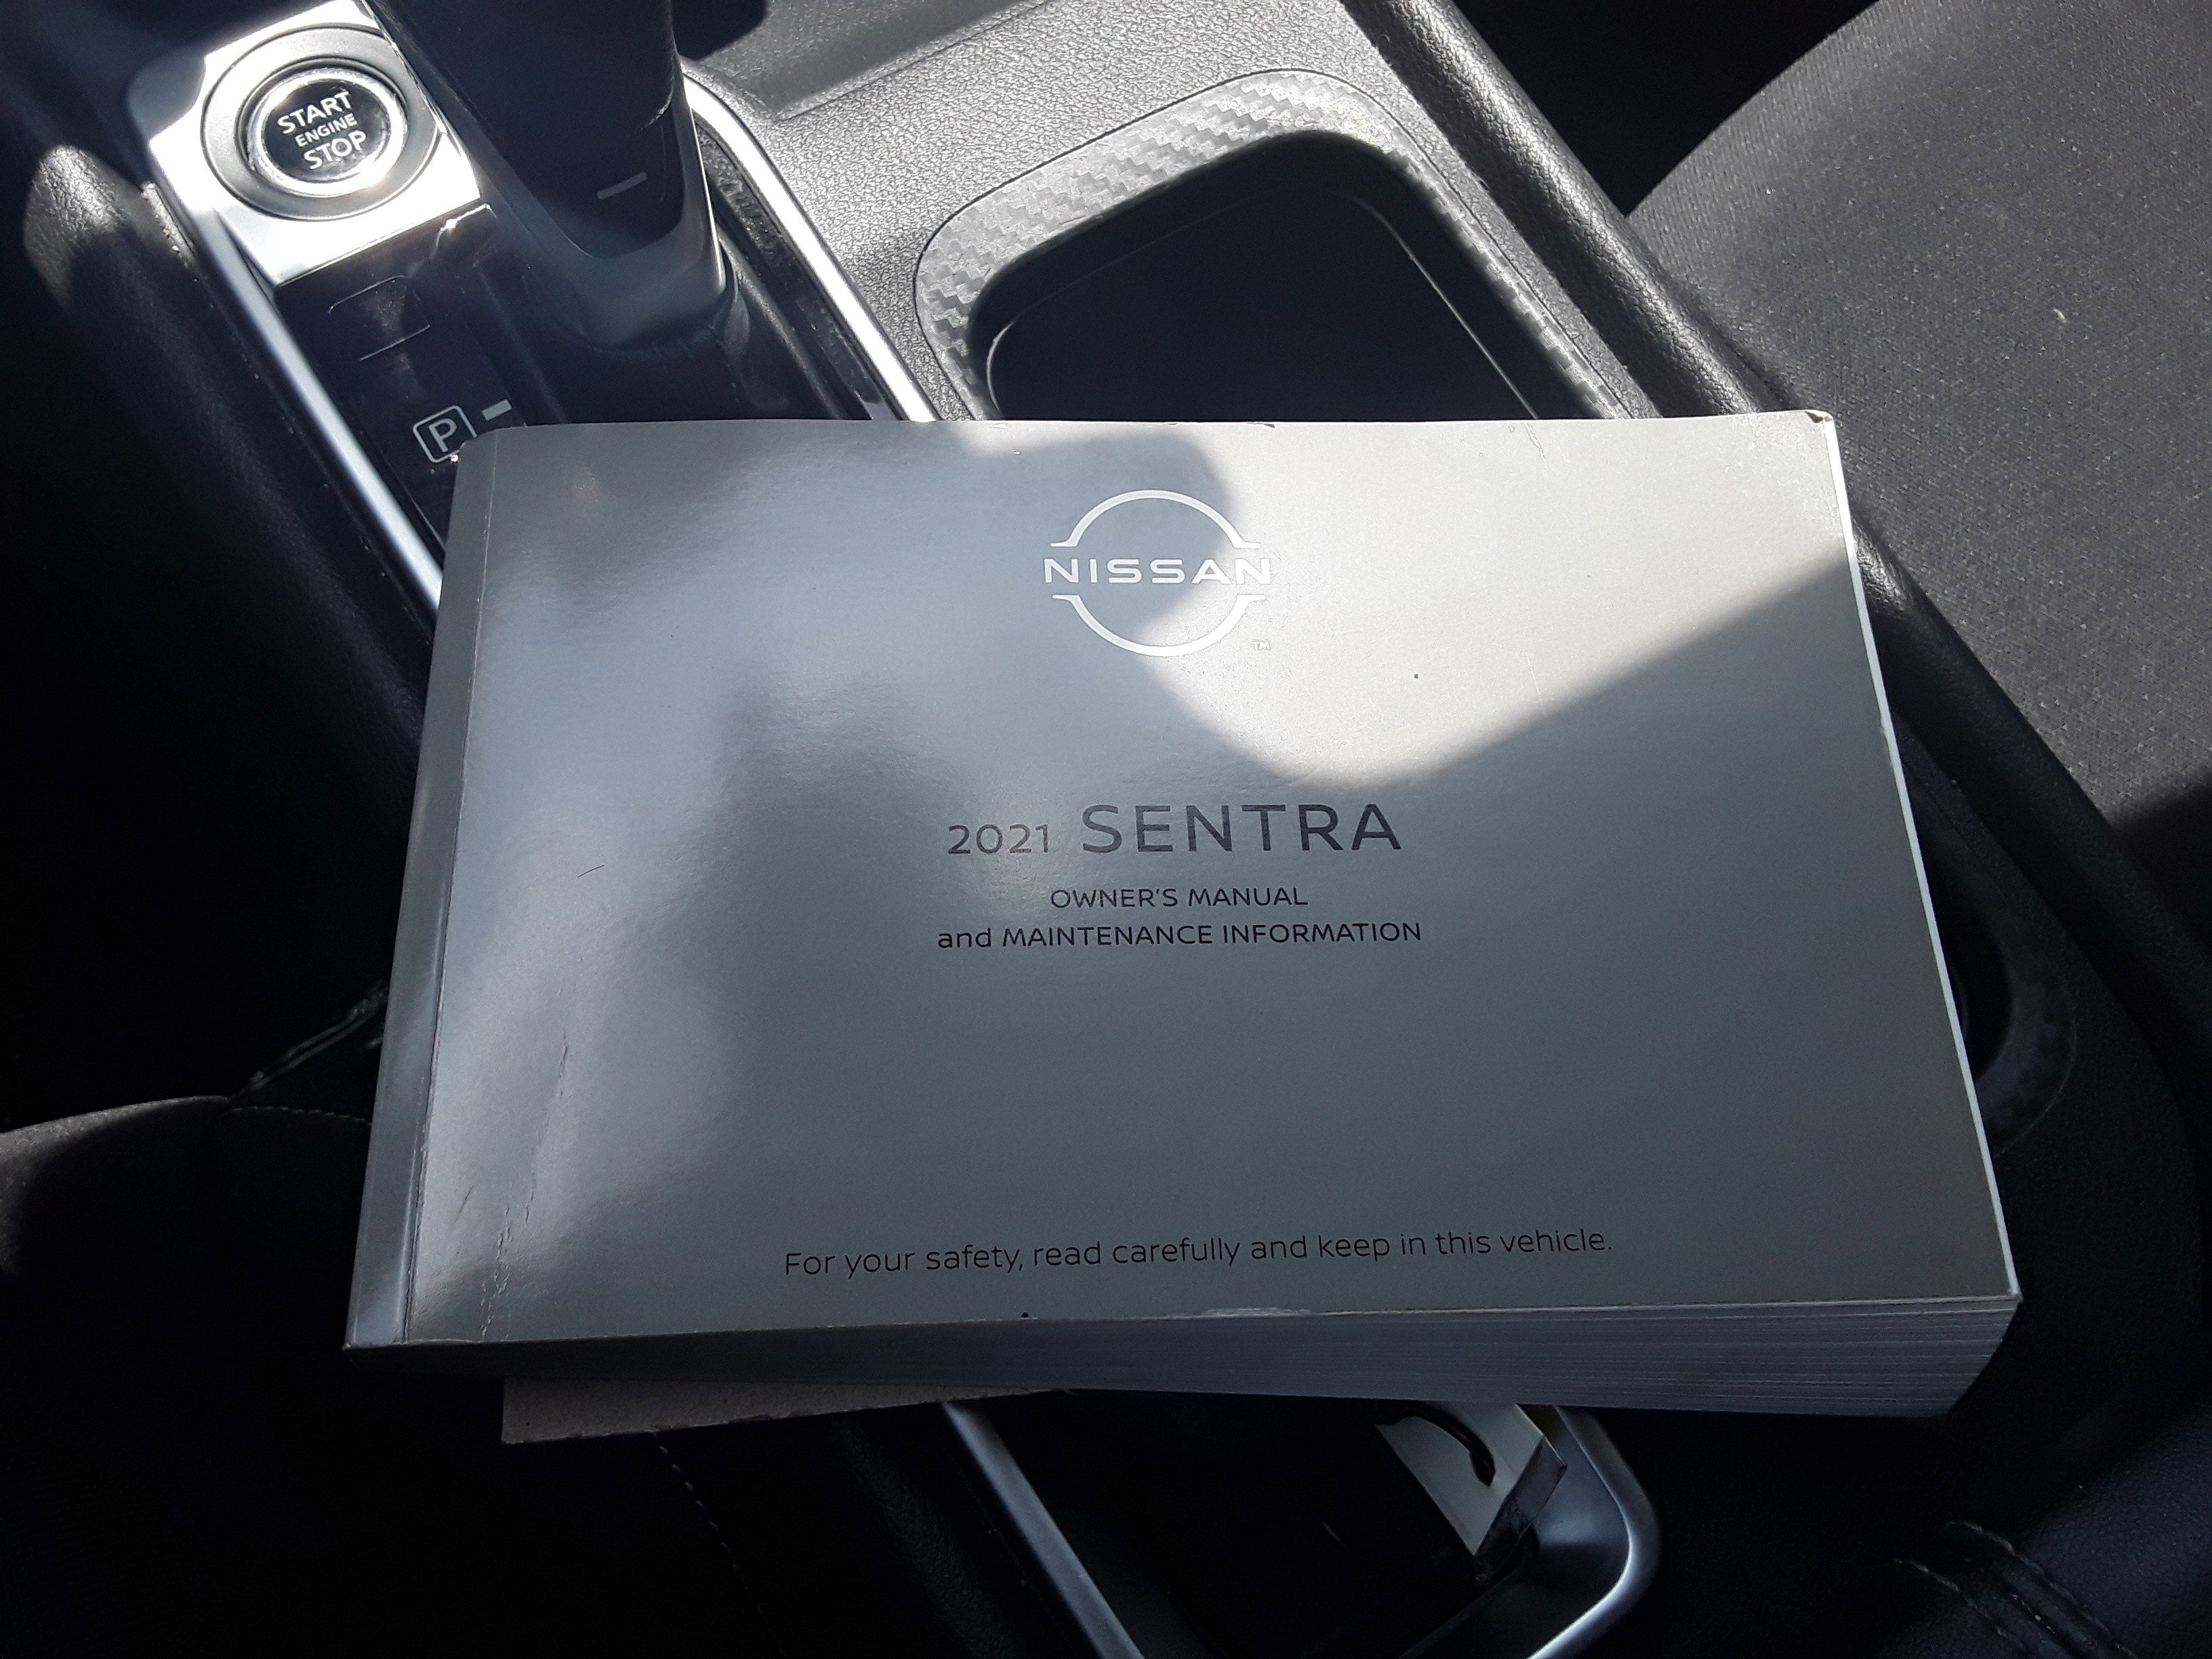 START
ENGINE
STOP
P
NISSAN
TM
2021 SENTRA
OWNER'S MANUAL
and MAINTENANCE INFORMATION
For your safety, read carefully and keep in this vehicle.